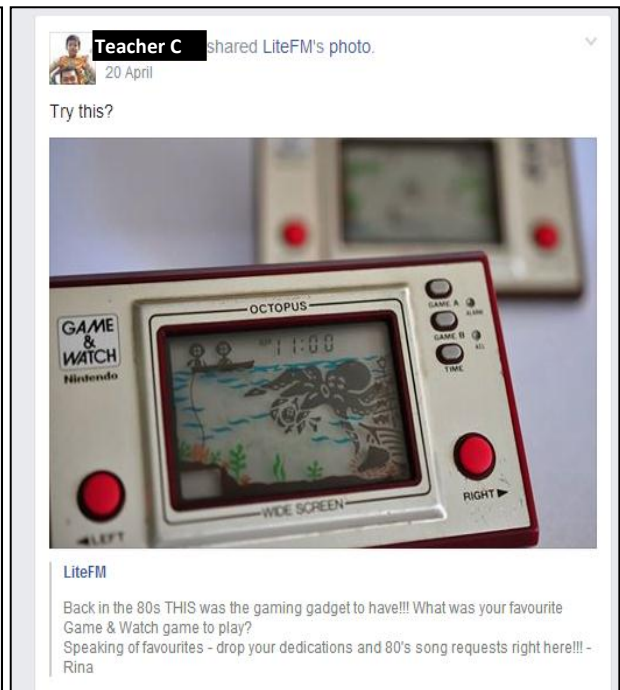 Teacher C shared LiteFM's photo.
20 April
Try this?
OCTOPUS
GAME A
ALARM
GAME B
ACL
TIME
GAME
&
WATCH
Nintendo
11:00
LEFT
RIGHT
WIDE SCREEN
LiteFM
Back in the 80s THIS was the gaming gadget to have!!! What was your favourite
Game & Watch game to play?
Speaking of favourites - drop your dedications and 80's song requests right here!!! -
Rina